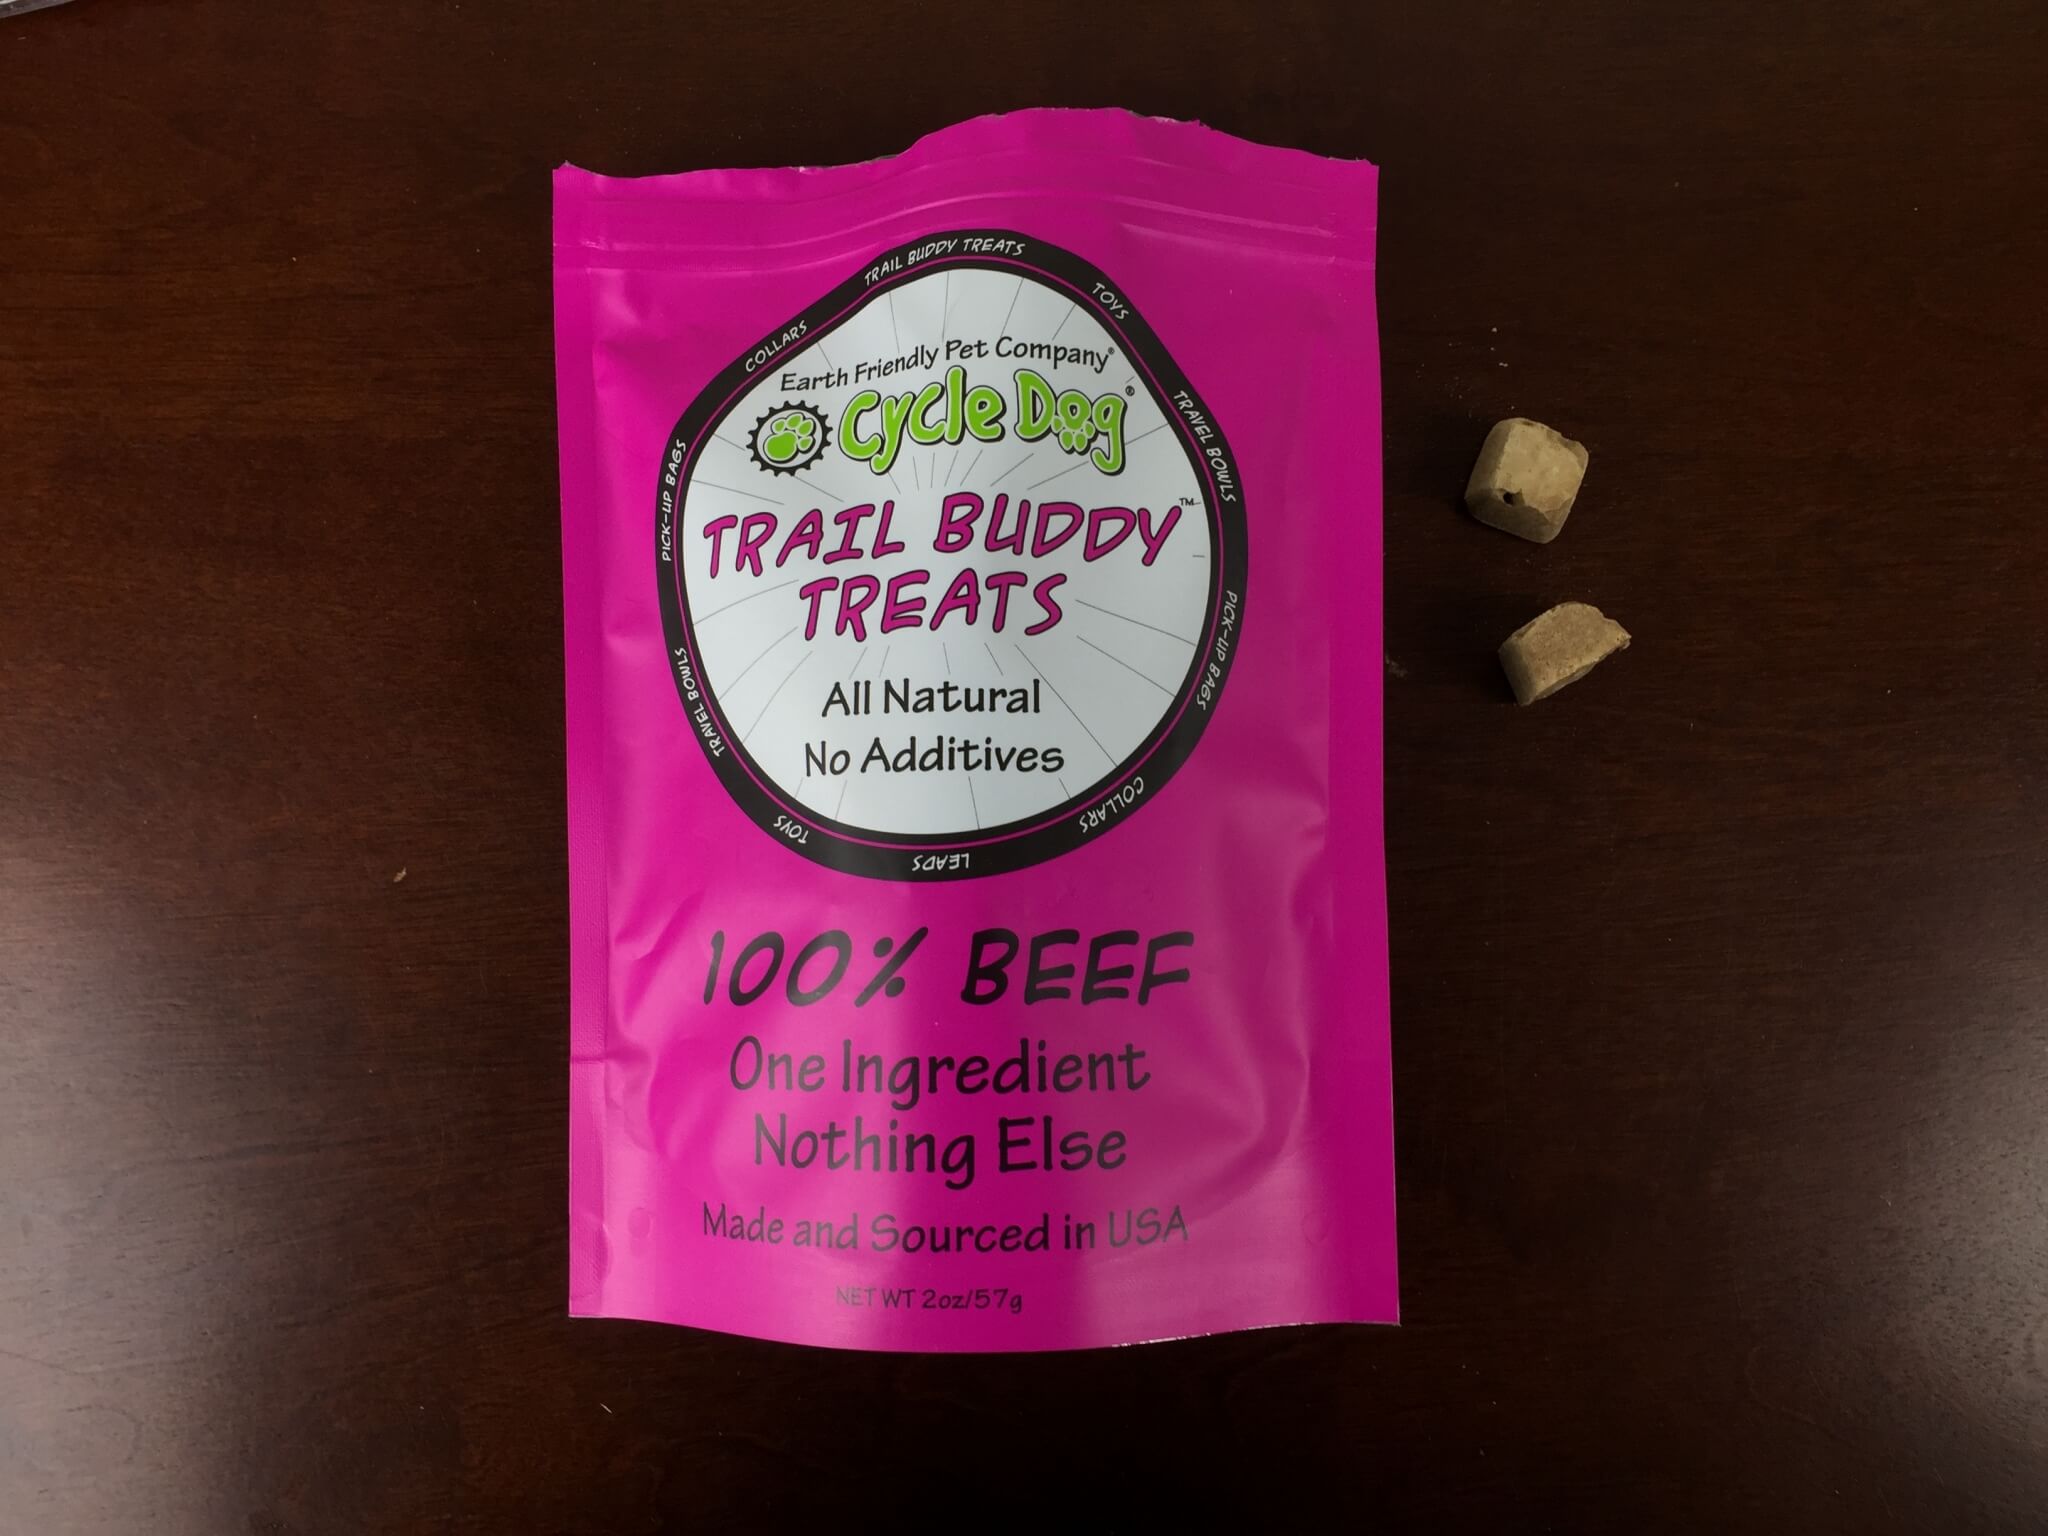 TRAIL BUDDY TREATS
TOYS
TRAVEL BOWLS
PICK-UP BAGS
COLLARS
LEADS
TOYS
TRAVEL BOWLS
PICK-UP BAGS
COLLARS
Earth Friendly Pet Company®
Cycle Dog®
TRAIL BUDDY™
TREATS
All Natural
No Additives
100% BEEF
One Ingredient
Nothing Else
Made and Sourced in USA
NET WT 2oz/57g